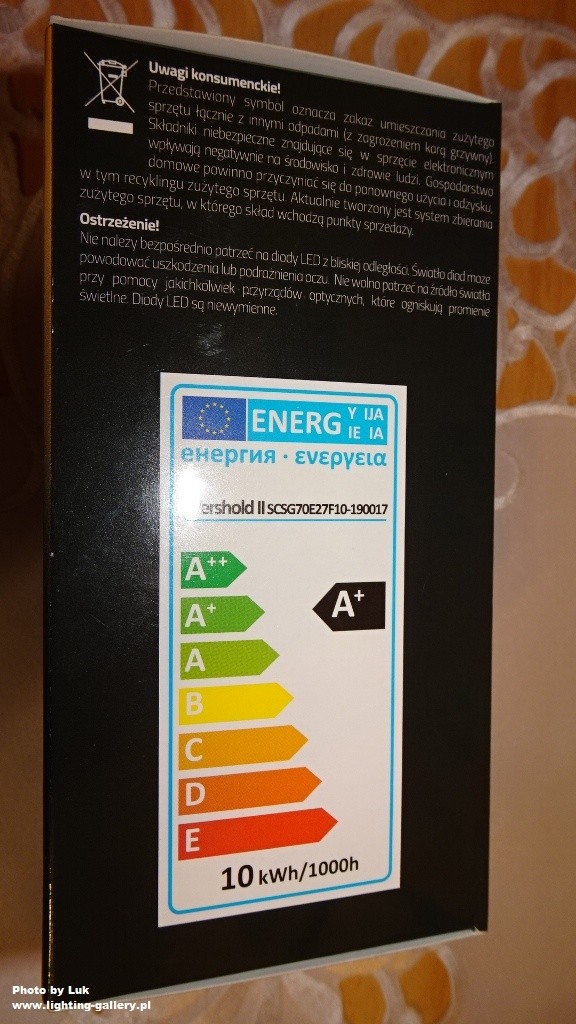 Uwagi konsumenckie!
Przedstawiony symbol oznacza zakaz umieszczania zużytego
sprzętu łącznie z innymi odpadami (z zagrożeniem karą grzywny).
Składniki niebezpieczne znajdujące się w sprzęcie elektronicznym
wpływają negatywnie na środowisko i zdrowie ludzi. Gospodarstwo
domowe powinno przyczyniać się do ponownego użycia i odzysku,
w tym recyklingu zużytego sprzętu. Aktualnie tworzony jest system zbierania
zużytego sprzętu, w którego skład wchodzą punkty sprzedaży.
Ostrzeżenie!
Nie należy bezpośrednio patrzeć na diody LED z bliskiej odległości. Światło diod może
powodować uszkodzenia lub podrażnienia oczu. Nie wolno patrzeć na źródło światła
przy pomocy jakichkolwiek przyrządów optycznych, które ogniskują promienie
świetlne. Diody LED są niewymienne.
ENERG Y IJA
IE IA
енергия · ενεργεια
ershold II SCSG70E27F10-190017
A++
A+
A+
A
B
C
D
E
10 kWh/1000h
Photo by Luk
www.lighting-gallery.pl